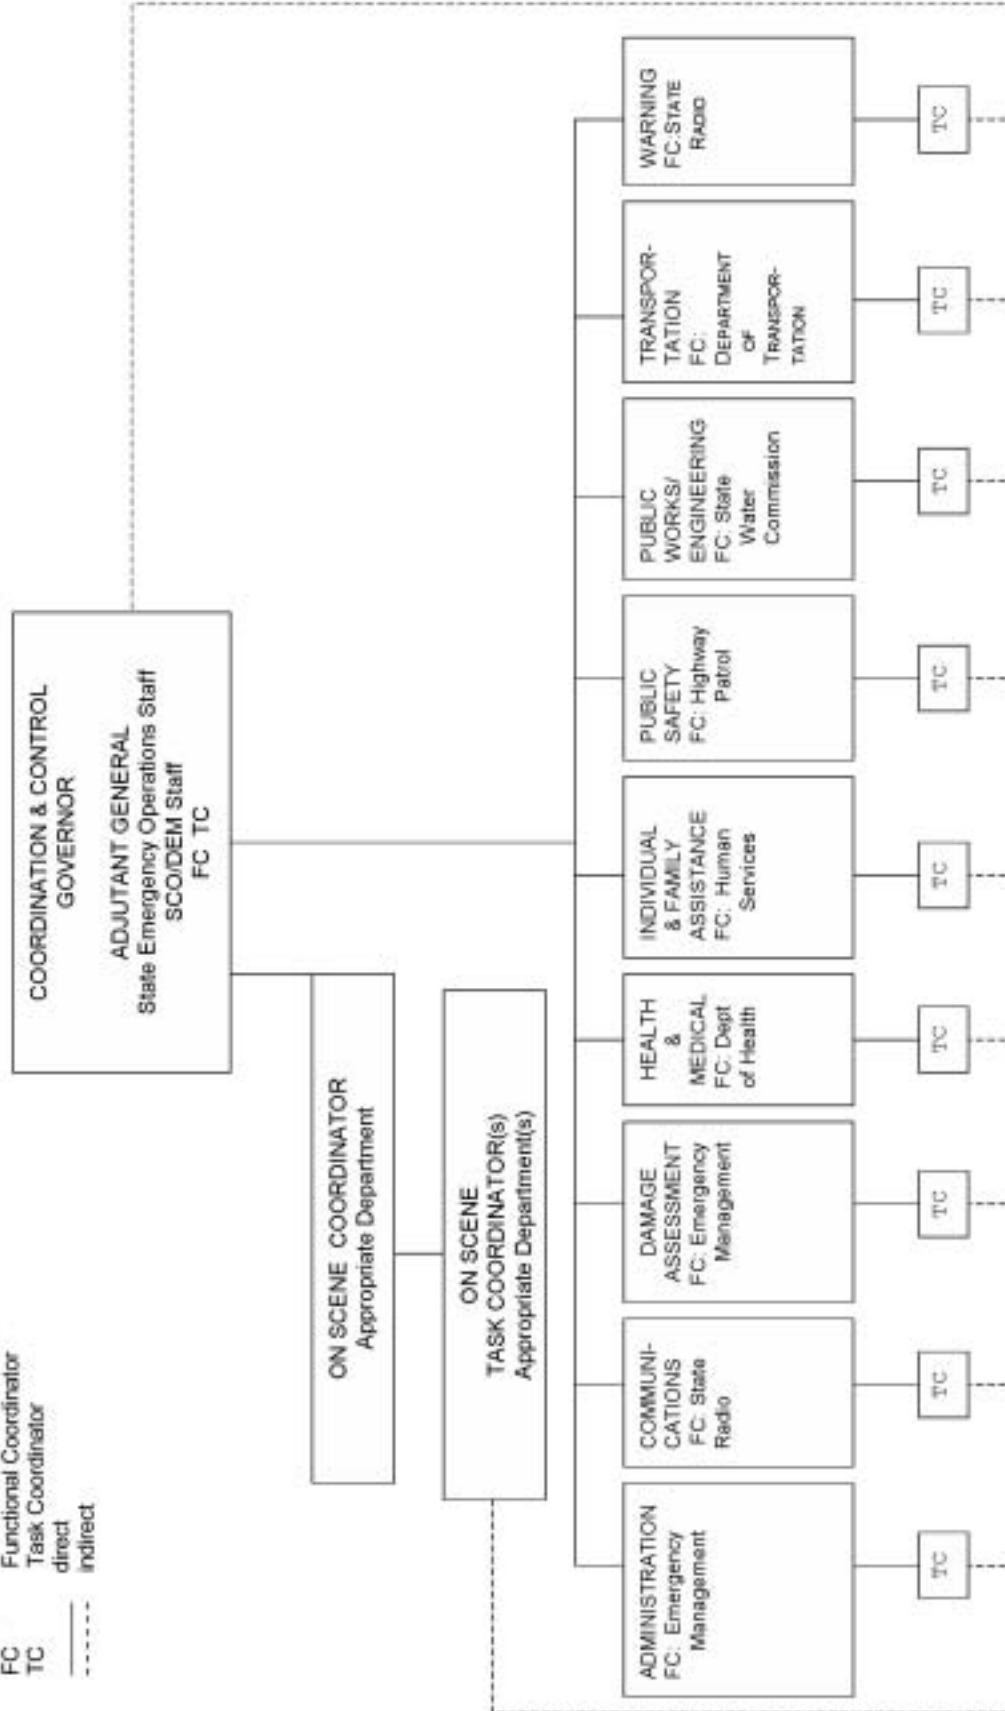 FC Functional Coordinator
TC Task Coordinator
direct
indirect
COORDINATION & CONTROL
GOVERNOR
ADJUTANT GENERAL
State Emergency Operations Staff
SCO/DEM Staff
FC TC
ON SCENE COORDINATOR
Appropriate Department
ON SCENE
TASK COORDINATOR(s)
Appropriate Department(s)
ADMINISTRATION
FC: Emergency
Management
COMMUNI-
CATIONS
FC: State
Radio
DAMAGE
ASSESSMENT
FC: Emergency
Management
HEALTH
&
MEDICAL
FC: Dept
of Health
INDIVIDUAL
& FAMILY
ASSISTANCE
FC: Human
Services
PUBLIC
SAFETY
FC: Highway
Patrol
PUBLIC
WORKS/
ENGINEERING
FC: State
Water
Commission
TRANSPOR-
TATION
FC:
DEPARTMENT
OF
TRANSPOR-
TATION
WARNING
FC:STATE
RADIO
TC
TC
TC
TC
TC
TC
TC
TC
TC